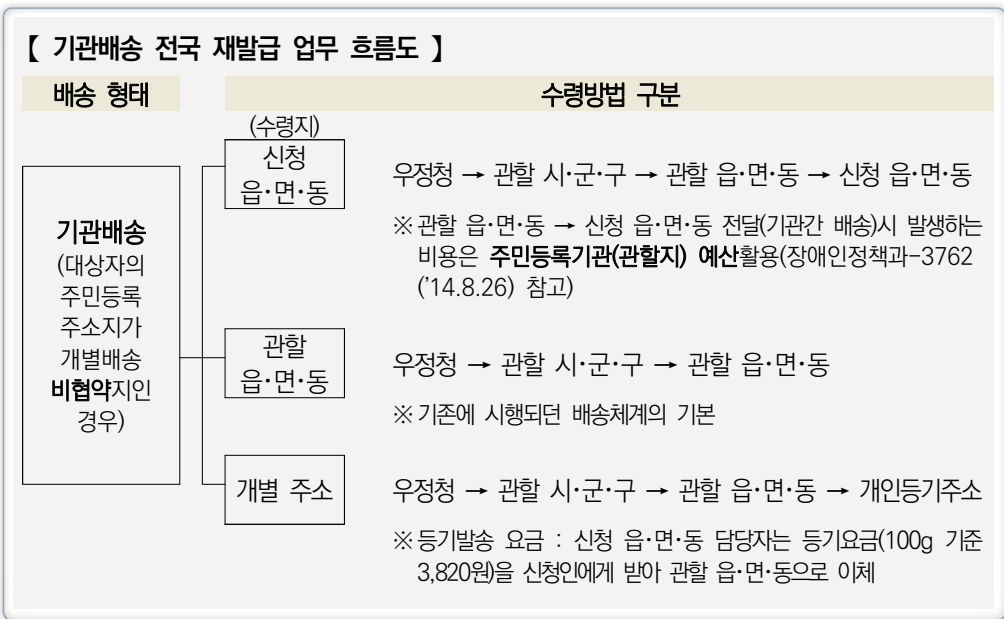 【 기관배송 전국 재발급 업무 흐름도 】
배송 형태
수령방법 구분
기관배송
(대상자의
주민등록
주소지가
개별배송
비협약지인
경우)
(수령지)
신청
읍·면·동
우정청 → 관할 시·군·구 → 관할 읍·면·동 → 신청 읍·면·동
※ 관할 읍·면·동 → 신청 읍·면·동 전달(기관간 배송)시 발생하는
비용은 주민등록기관(관할지) 예산활용(장애인정책과-3762
('14.8.26) 참고)
관할
읍·면·동
우정청 → 관할 시·군·구 → 관할 읍·면·동
※ 기존에 시행되던 배송체계의 기본
개별 주소
우정청 → 관할 시·군·구 → 관할 읍·면·동 → 개인등기주소
※ 등기발송 요금 : 신청 읍·면·동 담당자는 등기요금(100g 기준
3,820원)을 신청인에게 받아 관할 읍·면·동으로 이체